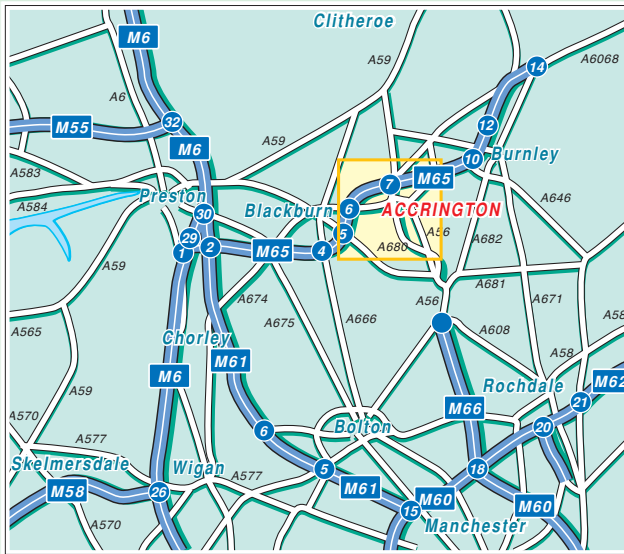 Clitheroe
M6
A59
14
A6068
A6
32
12
M55
A59
M6
10
Burnley
A583
7
M65
A584
Preston
A646
30
Blackburn
6
ACCRINGTON
29
5
A56
A682
1
2
M65
4
A680
A59
A674
A56
A681
A671
A675
A666
A565
Chorley
A608
A58
A58
M61
M6
Rochdale
M62
A59
M66
21
A570
6
Bolton
20
A577
Skelmersdale
Wigan
A577
5
18
M58
26
M61
M60
M60
15
A570
Manchester